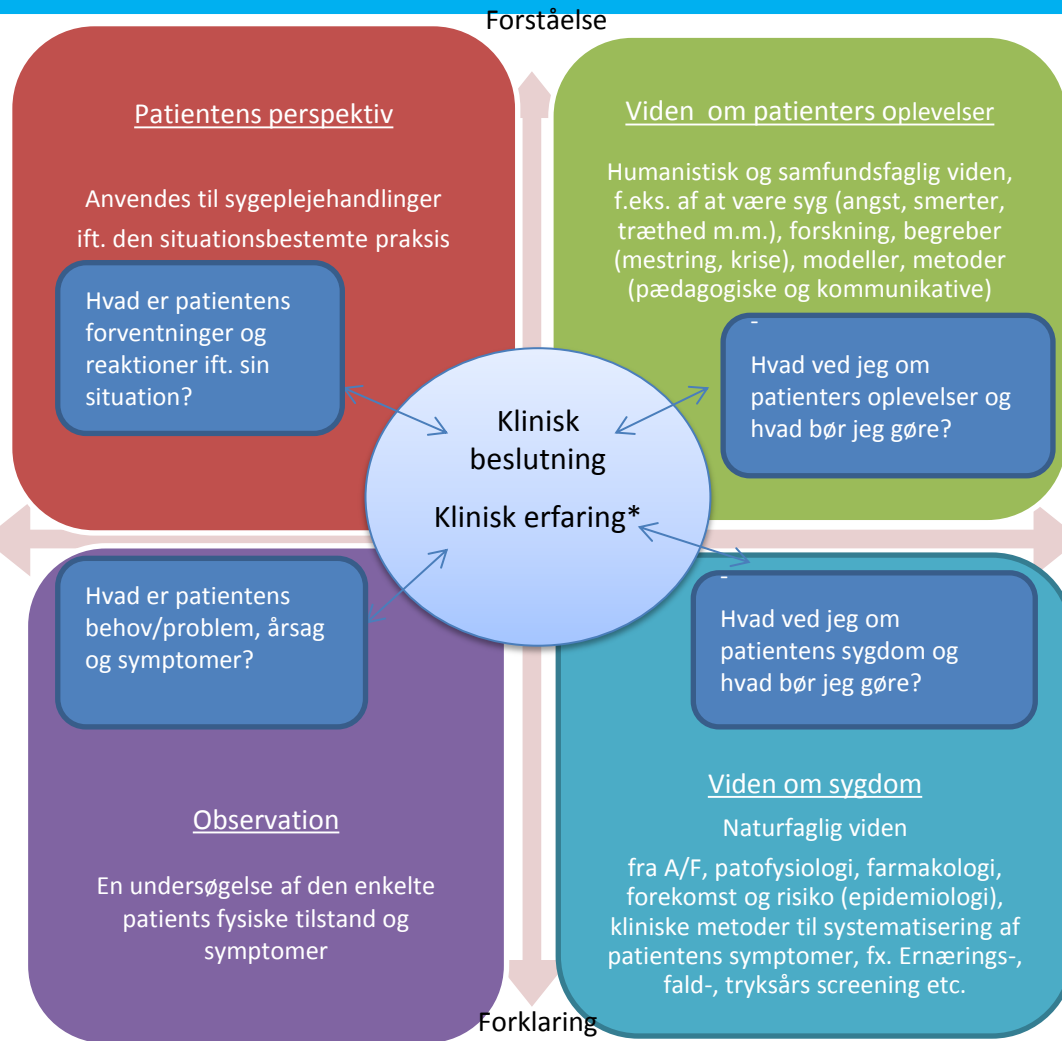 Forståelse
Patientens perspektiv
Anvendes til sygeplejehandlinger
ift. den situationsbestemte praksis
Hvad er patientens
forventninger og
reaktioner ift. sin
situation?
Viden om patienters oplevelser
Humanistisk og samfundsfaglig viden,
f.eks. af at være syg (angst, smerter,
træthed m.m.), forskning, begreber
(mestring, krise), modeller, metoder
(pædagogiske og kommunikative)
-
Hvad ved jeg om
patienters oplevelser og
hvad bør jeg gøre?
Klinisk
beslutning
Klinisk erfaring*
Hvad er patientens
behov/problem, årsag
og symptomer?
Observation
En undersøgelse af den enkelte
patients fysiske tilstand og
symptomer
-
Hvad ved jeg om
patientens sygdom og
hvad bør jeg gøre?
Viden om sygdom
Naturfaglig viden
fra A/F, patofysiologi, farmakologi,
forekomst og risiko (epidemiologi),
kliniske metoder til systematisering af
patientens symptomer, fx. Ernærings-,
fald-, tryksårs screening etc.
Forklaring